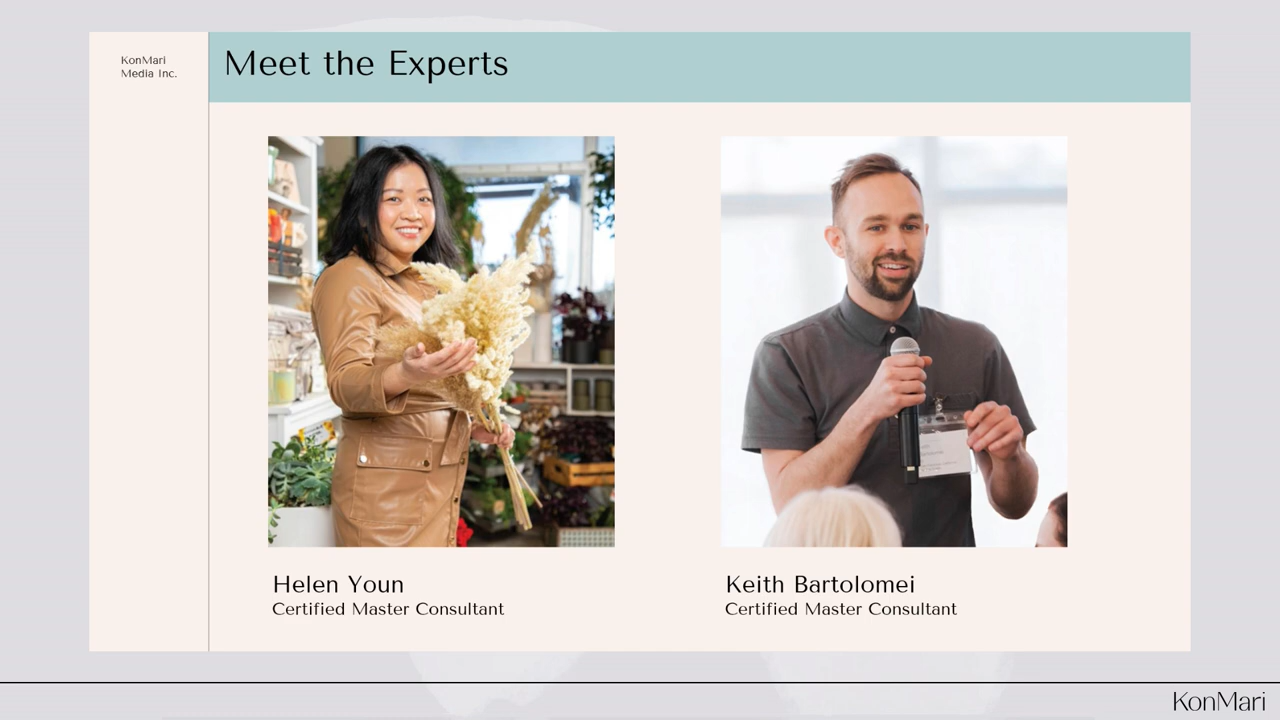 KonMari
Media Inc.
Meet the Experts
Helen Youn
Certified Master Consultant
Keith Bartolomei
Certified Master Consultant
KonMari